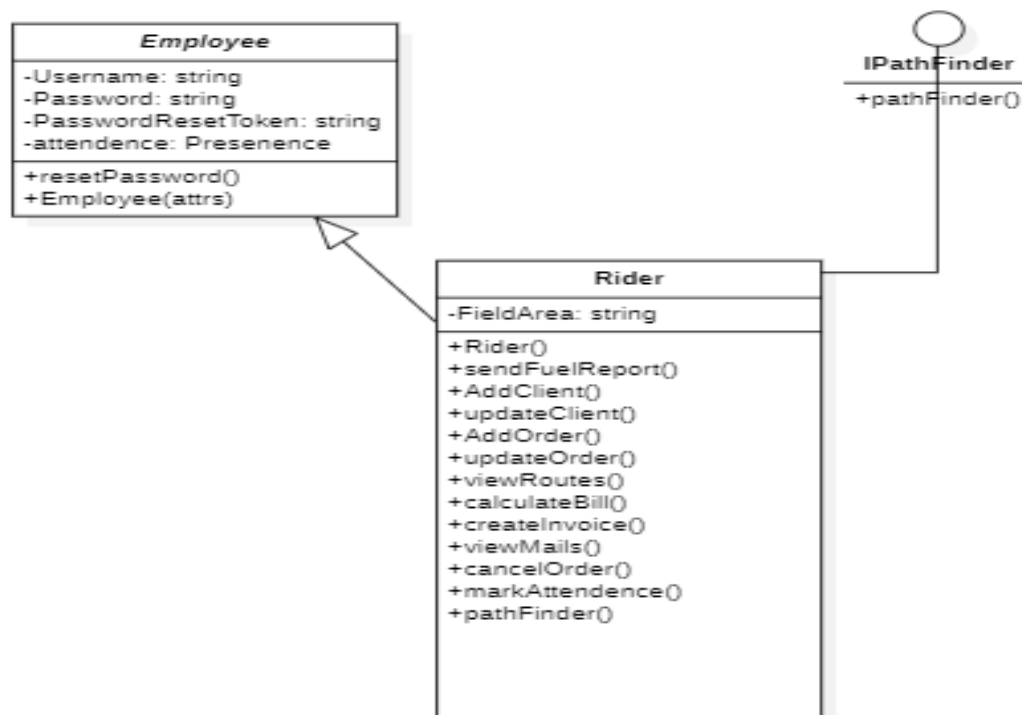 Employee
-Username: string
-Password: string
-PasswordResetToken: string
-attendence: Presenence
+resetPassword()
+Employee(attrs)
IPathFinder
+pathFinder()
Rider
-FieldArea: string
+Rider()
+sendFuelReport()
+AddClient()
+updateClient()
+AddOrder()
+updateOrder()
+viewRoutes()
+calculateBill()
+createInvoice()
+viewMails()
+cancelOrder()
+markAttendence()
+pathFinder()